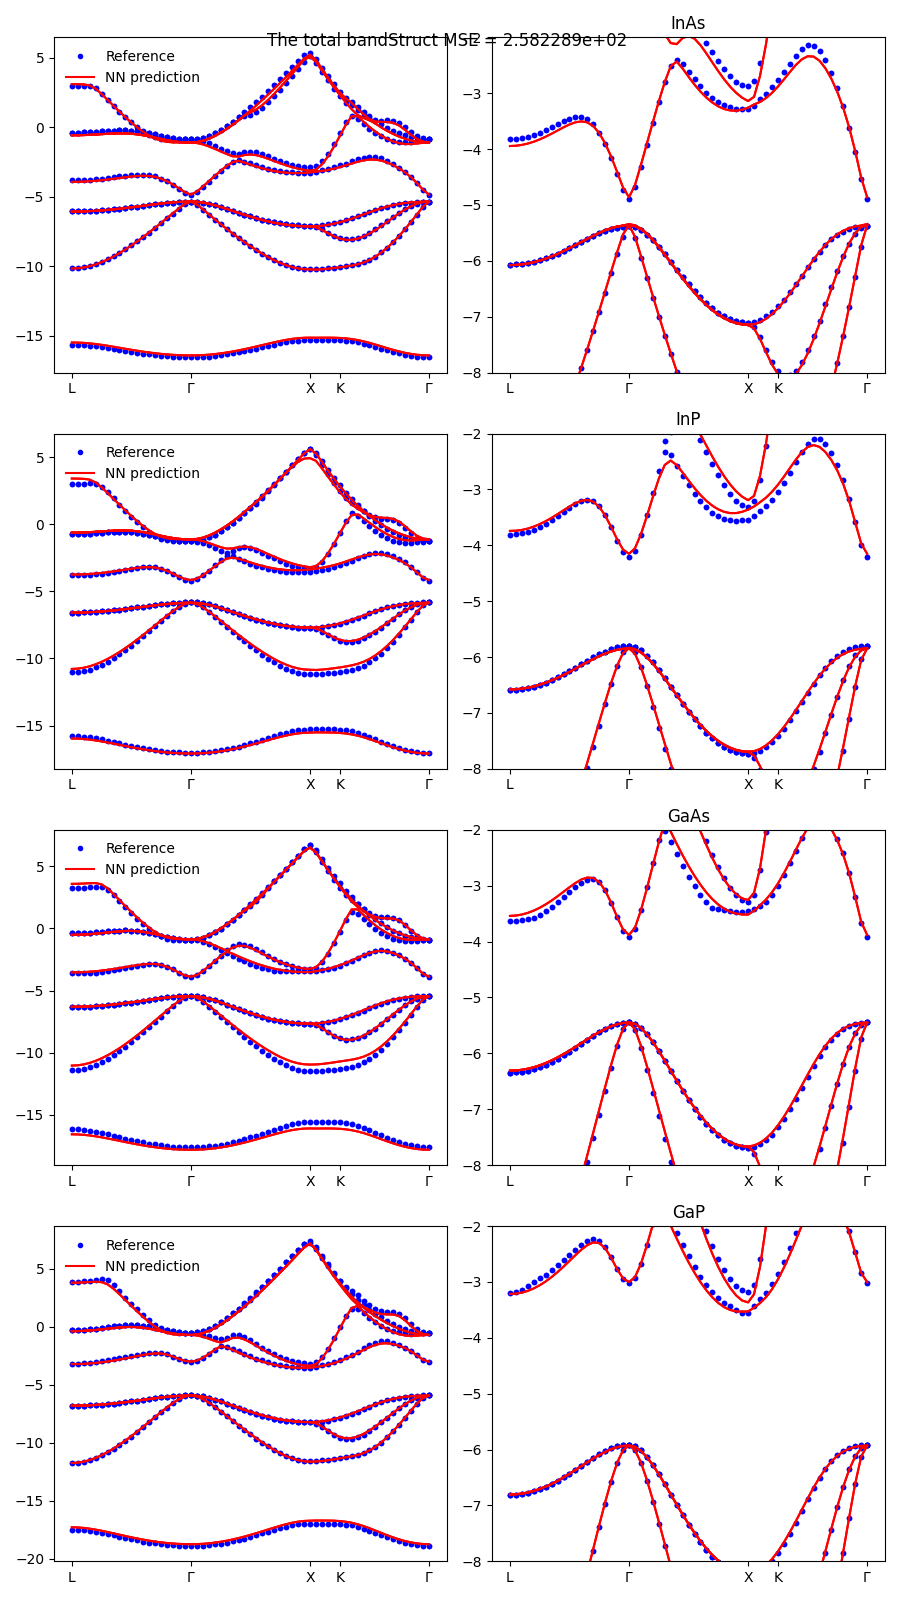 The total bandStruct MSE = 2.582289e+02
Reference
NN prediction
5
0
−5
−10
−15
L Γ X K Γ
InAs
−2
−3
−4
−5
−6
−7
−8
L Γ X K Γ
Reference
NN prediction
5
0
−5
−10
−15
L Γ X K Γ
InP
−2
−3
−4
−5
−6
−7
−8
L Γ X K Γ
Reference
NN prediction
5
0
−5
−10
−15
L Γ X K Γ
GaAs
−2
−3
−4
−5
−6
−7
−8
L Γ X K Γ
Reference
NN prediction
5
0
−5
−10
−15
−20
L Γ X K Γ
GaP
−2
−3
−4
−5
−6
−7
−8
L Γ X K Γ